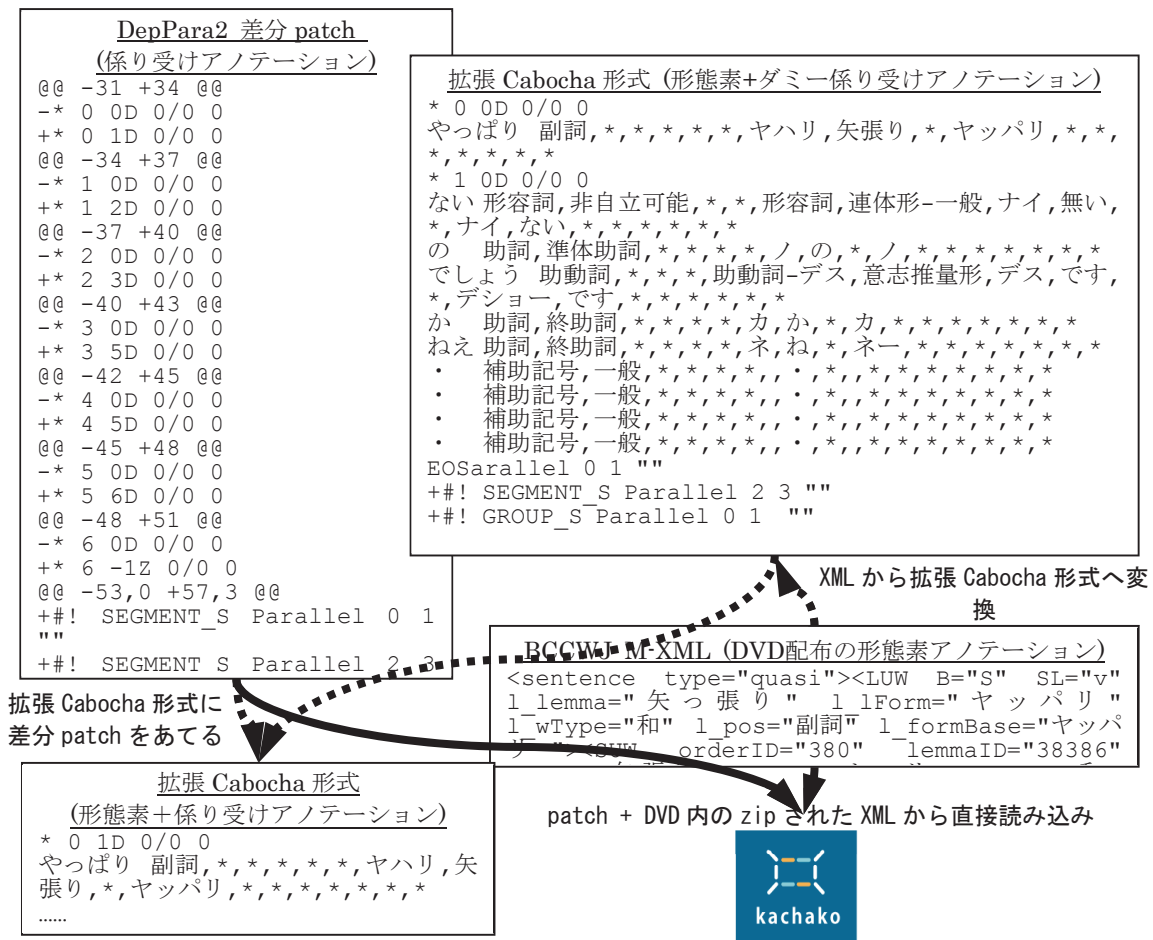 DepPara2 差分 patch
(係り受けアノテーション)
@@ -31 +34 @@
-* 0 0D 0/0 0
+* 0 1D 0/0 0
@@ -34 +37 @@
-* 1 0D 0/0 0
+* 1 2D 0/0 0
@@ -37 +40 @@
-* 2 0D 0/0 0
+* 2 3D 0/0 0
@@ -40 +43 @@
-* 3 0D 0/0 0
+* 3 5D 0/0 0
@@ -42 +45 @@
-* 4 0D 0/0 0
+* 4 5D 0/0 0
@@ -45 +48 @@
-* 5 0D 0/0 0
+* 5 6D 0/0 0
@@ -48 +51 @@
-* 6 0D 0/0 0
+* 6 -1Z 0/0 0
@@ -53,0 +57,3 @@
+#! SEGMENT_S Parallel 0 1
""
+#! SEGMENT S Parallel 2 3
拡張 Cabocha 形式 (形態素+ダミー係り受けアノテーション)
* 0 0D 0/0 0
やっぱり 副詞,*,*,*,*,*,ヤハリ,矢張り,*,ヤッパリ,*,*,
*,*,*,*,*
* 1 0D 0/0 0
ない 形容詞,非自立可能,*,*,形容詞,連体形-一般,ナイ,無い,
*,ナイ,ない,*,*,*,*,*,*
の 助詞,準体助詞,*,*,*,*,ノ,の,*,ノ,*,*,*,*,*,*,*
でしょう 助動詞,*,*,*,助動詞-デス,意志推量形,デス,です,
*,デショー,です,*,*,*,*,*,*
か 助詞,終助詞,*,*,*,*,カ,か,*,カ,*,*,*,*,*,*,*
ねえ 助詞,終助詞,*,*,*,*,ネ,ね,*,ネー,*,*,*,*,*,*,*
・ 補助記号,一般,*,*,*,*,,・,*,,*,*,*,*,*,*,*
・ 補助記号,一般,*,*,*,*,,・,*,,*,*,*,*,*,*,*
・ 補助記号,一般,*,*,*,*,,・,*,,*,*,*,*,*,*,*
・ 補助記号,一般,*,*,*,*,,・,*,,*,*,*,*,*,*,*
EOSarallel 0 1 ""
+#! SEGMENT_S Parallel 2 3 ""
+#! GROUP_S Parallel 0 1 ""
XML から拡張 Cabocha 形式へ変
換
BCCWJ M-XML (DVD配布の形態素アノテーション)
<sentence type="quasi"><LUW B="S" SL="v"
l_lemma="矢っ張り" l_lForm="ヤッパリ"
l_wType="和" l_pos="副詞" l_formBase="ヤッパ
リ"><SUW orderID="380" lemmaID="38386"
拡張 Cabocha 形式に
差分 patch をあてる
patch + DVD 内の zip された XML から直接読み込み
拡張 Cabocha 形式
(形態素＋係り受けアノテーション)
* 0 1D 0/0 0
やっぱり 副詞,*,*,*,*,*,ヤハリ,矢
張り,*,ヤッパリ,*,*,*,*,*,*,*
……
kachako